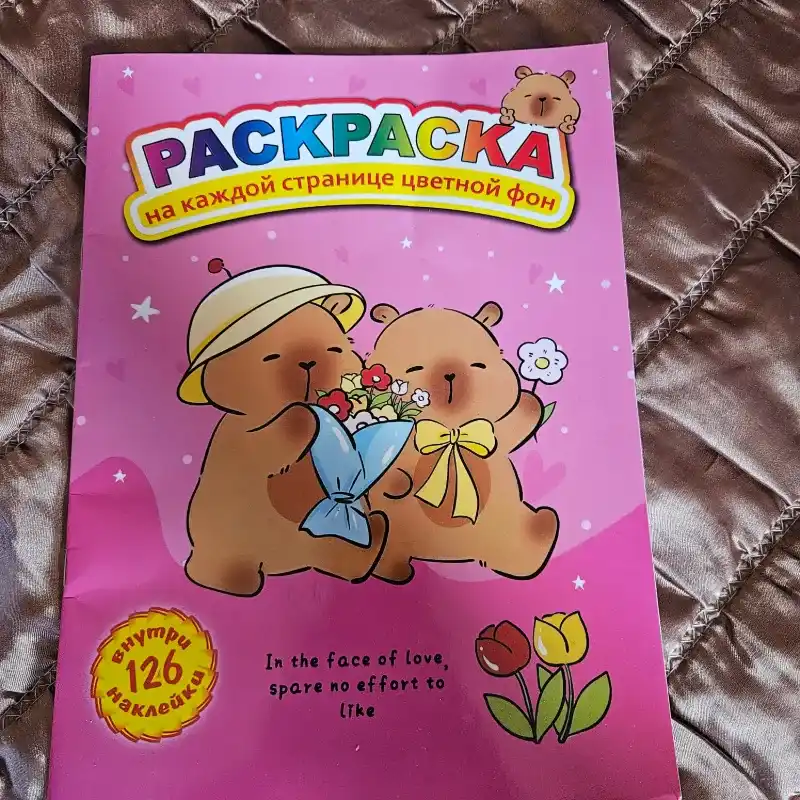 РАСКРАСКА
на каждой странице цветной фон
внутри
126
наклейки
In the face of love,
spare no effort to
like